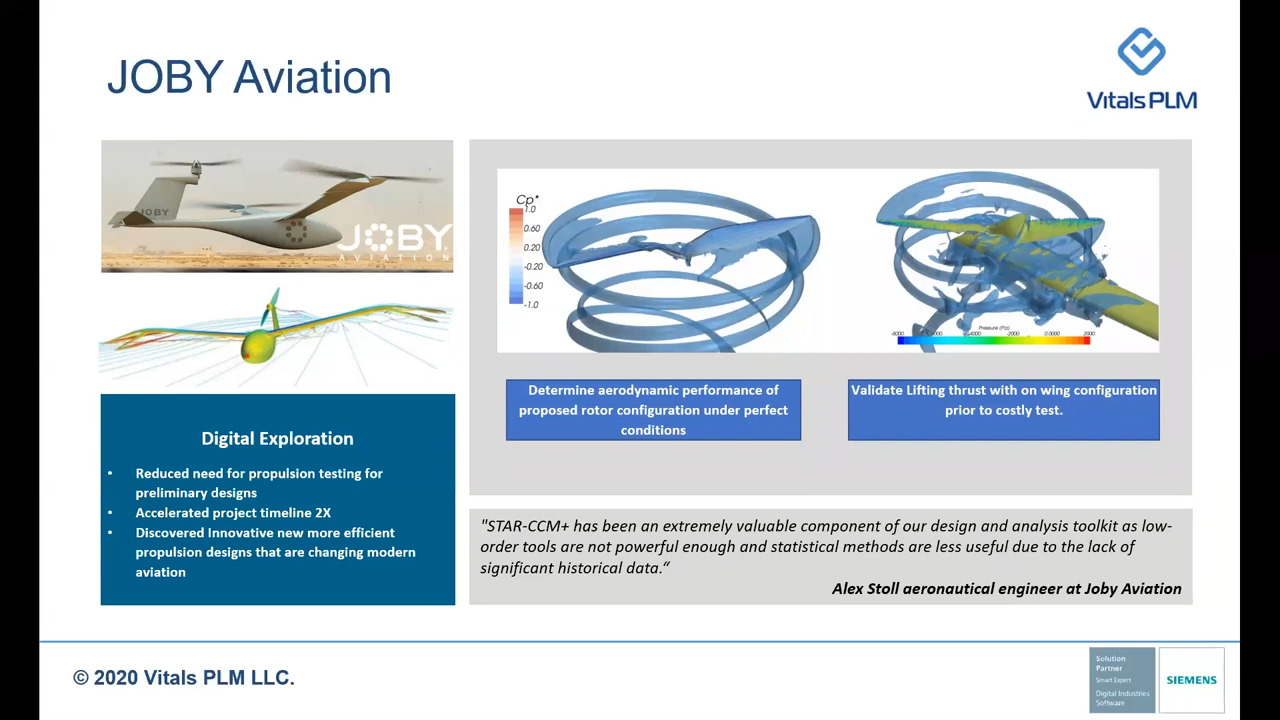 JOBY Aviation
Vitals PLM
JOBY
JOBY
AVIATION
Cp*
1.0
0.60
0.20
-0.20
-0.60
-1.0
Pressure (Pa)
-2000
0.0000
Determine aerodynamic performance of
proposed rotor configuration under perfect
conditions
Validate Lifting thrust with on wing configuration
prior to costly test.
Digital Exploration
• Reduced need for propulsion testing for
preliminary designs
• Accelerated project timeline 2X
• Discovered Innovative new more efficient
propulsion designs that are changing modern
aviation
"STAR-CCM+ has been an extremely valuable component of our design and analysis toolkit as low-
order tools are not powerful enough and statistical methods are less useful due to the lack of
significant historical data.“
Alex Stoll aeronautical engineer at Joby Aviation
© 2020 Vitals PLM LLC.
Solution
Partner
Smart Expert
Digital Industries
Software
SIEMENS